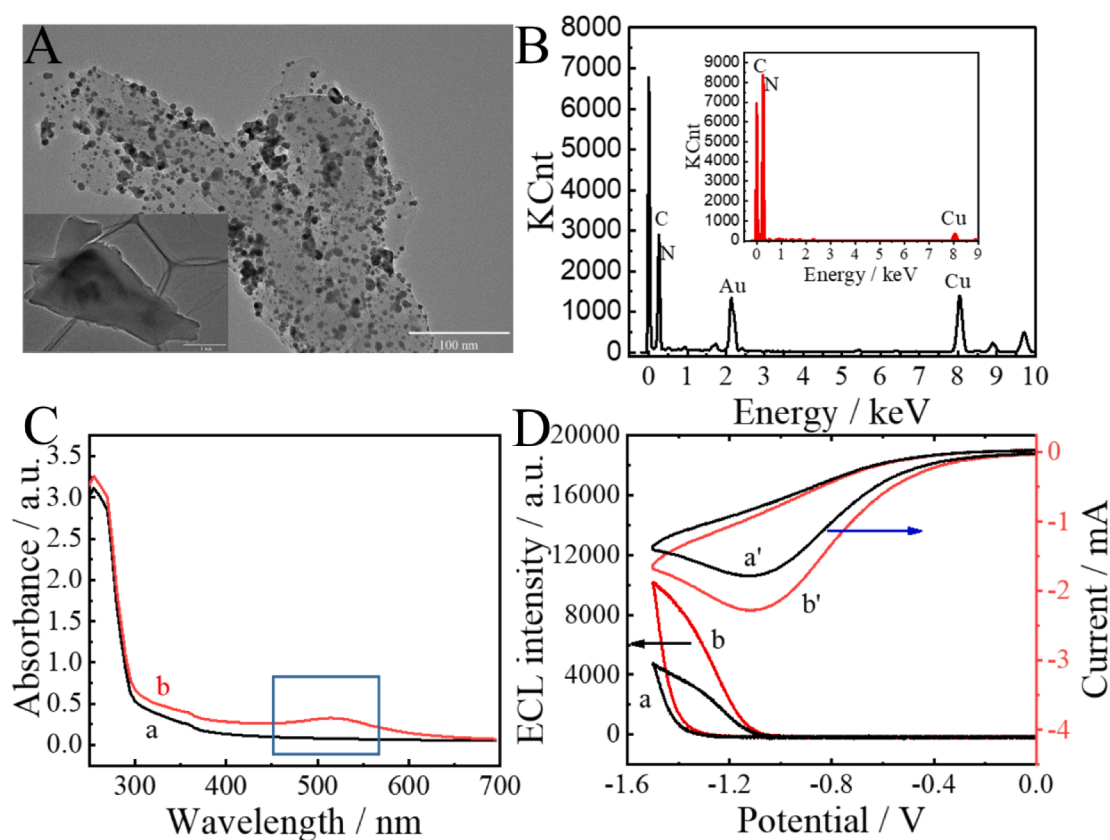 A
100 nm
B
KCnt
8000
7000
6000
5000
4000
3000
2000
1000
0
C
N
Au
Cu
0 1 2 3 4 5 6 7 8 9 10
Energy / keV
KCnt
9000
8000
7000
6000
5000
4000
3000
2000
1000
0
C
N
Cu
0 1 2 3 4 5 6 7 8 9
Energy / keV
C
Absorbance / a.u.
3.5
3.0
2.5
2.0
1.5
1.0
0.5
0.0
b
a
300 400 500 600 700
Wavelength / nm
D
ECL intensity / a.u.
20000
16000
12000
8000
4000
0
a'
b'
b
a
0
-1
-2
-3
-4
Current / mA
-1.6 -1.2 -0.8 -0.4 0.0
Potential / V